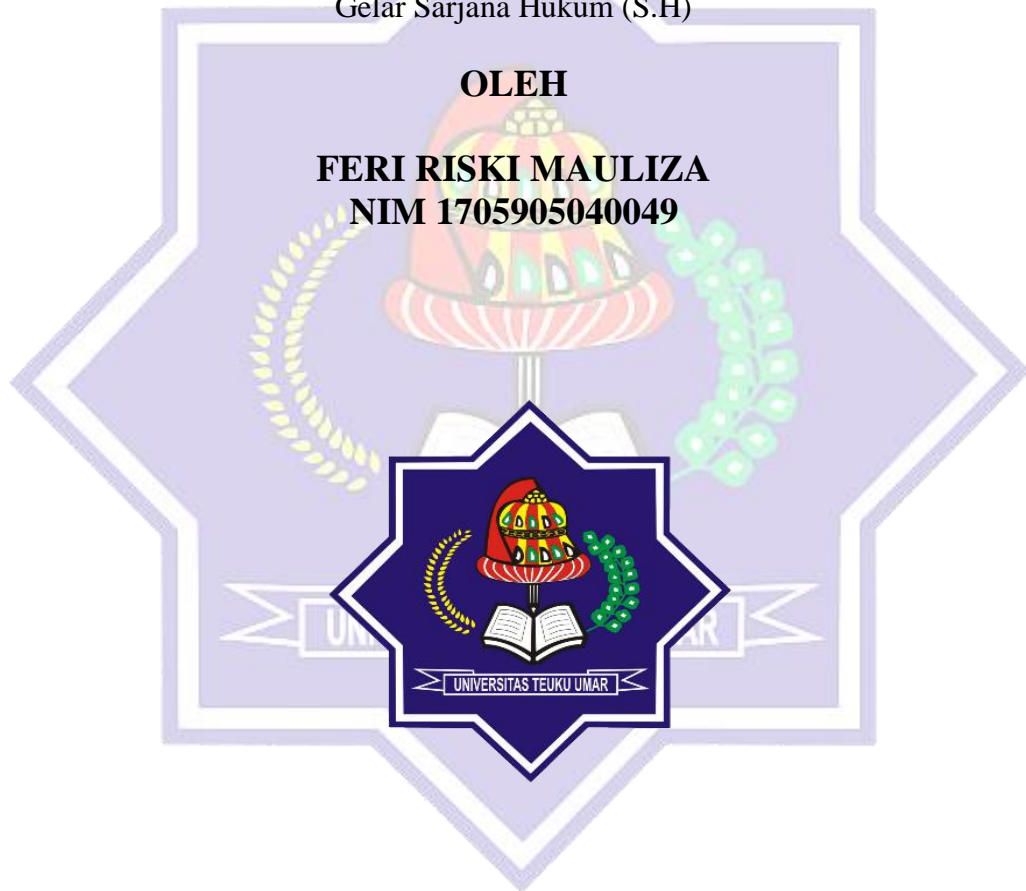 Gelar Sarjana Hukum (S.H)
OLEH
FERI RISKI MAULIZA
NIM 1705905040049
UNIVERSITAS TEUKU UMAR